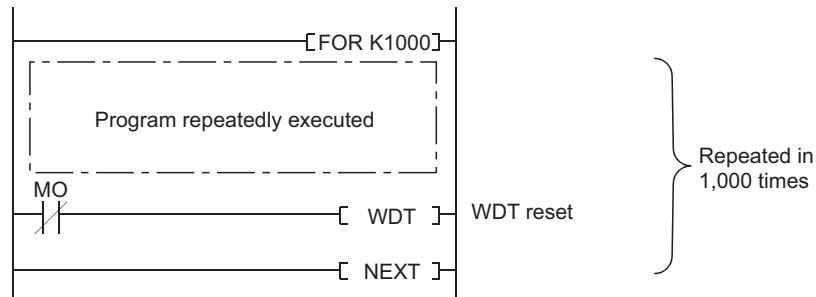 FOR K1000
Program repeatedly executed
MO
WDT
WDT reset
NEXT
Repeated in
1,000 times